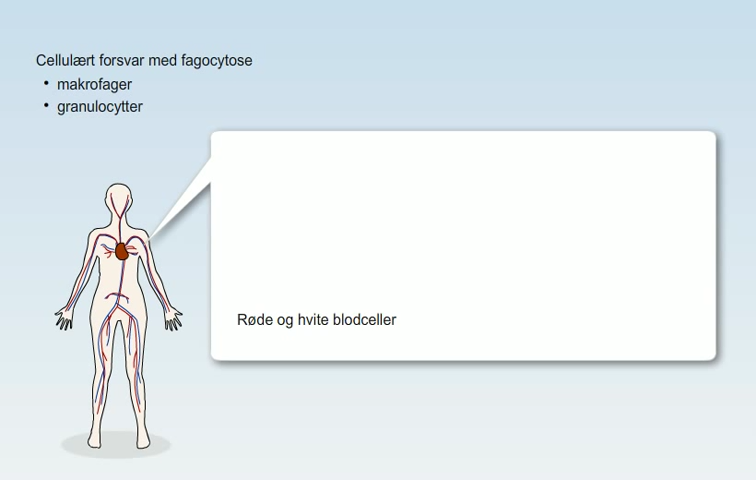 Cellulært forsvar med fagocytose
• makrofager
• granulocytter
Røde og hvite blodceller